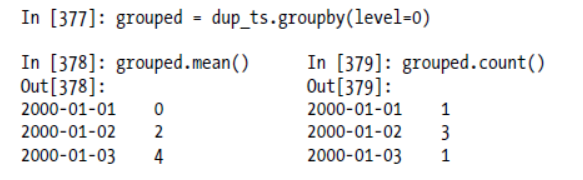 In [377]: grouped = dup_ts.groupby(level=0)
In [378]: grouped.mean()
Out[378]:
2000-01-01 0
2000-01-02 2
2000-01-03 4
In [379]: grouped.count()
Out[379]:
2000-01-01 1
2000-01-02 3
2000-01-03 1